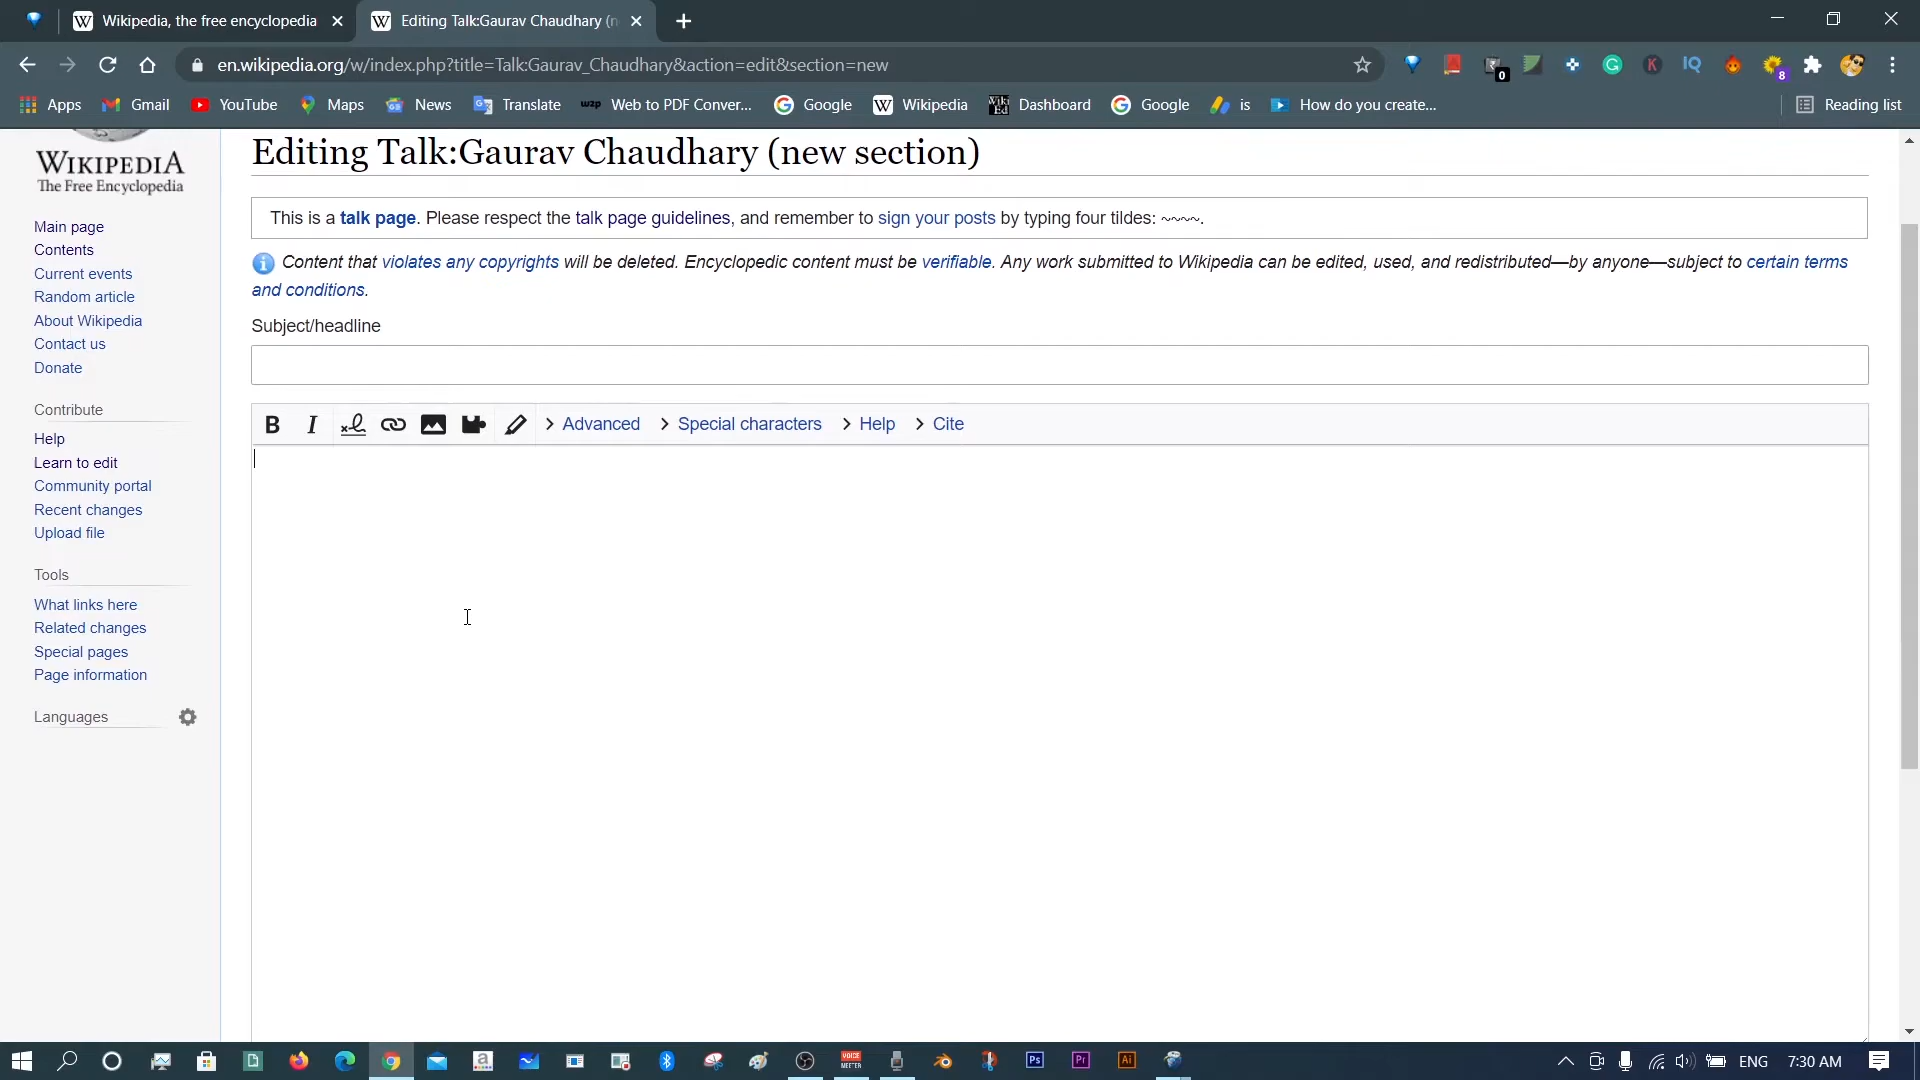 Wikipedia, the free encyclopedia
Editing Talk:Gaurav Chaudhary (n
en.wikipedia.org/w/index.php?title=Talk:Gaurav_Chaudhary&action=edit&section=new
0
IQ
8
Apps
Gmail
YouTube
Maps
News
Translate
Web to PDF Conver...
Google
Wikipedia
Dashboard
Google
is
How do you create...
Reading list
WIKIPEDIA
The Free Encyclopedia
Main page
Contents
Current events
Random article
About Wikipedia
Contact us
Donate
Contribute
Help
Learn to edit
Community portal
Recent changes
Upload file
Tools
What links here
Related changes
Special pages
Page information
Languages
Editing Talk:Gaurav Chaudhary (new section)
This is a talk page. Please respect the talk page guidelines, and remember to sign your posts by typing four tildes: ~~~~.
Content that violates any copyrights will be deleted. Encyclopedic content must be verifiable. Any work submitted to Wikipedia can be edited, used, and redistributed—by anyone—subject to certain terms
and conditions.
Subject/headline
B I
Advanced
Special characters
Help
Cite
ENG
7:30 AM